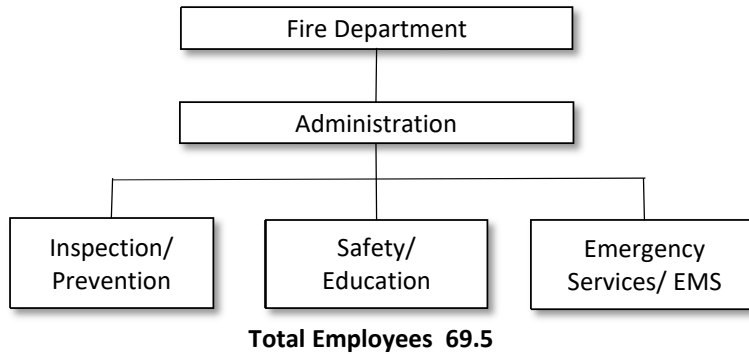 Fire Department
Administration
Inspection/
Prevention
Safety/
Education
Emergency
Services/ EMS
Total Employees  69.5